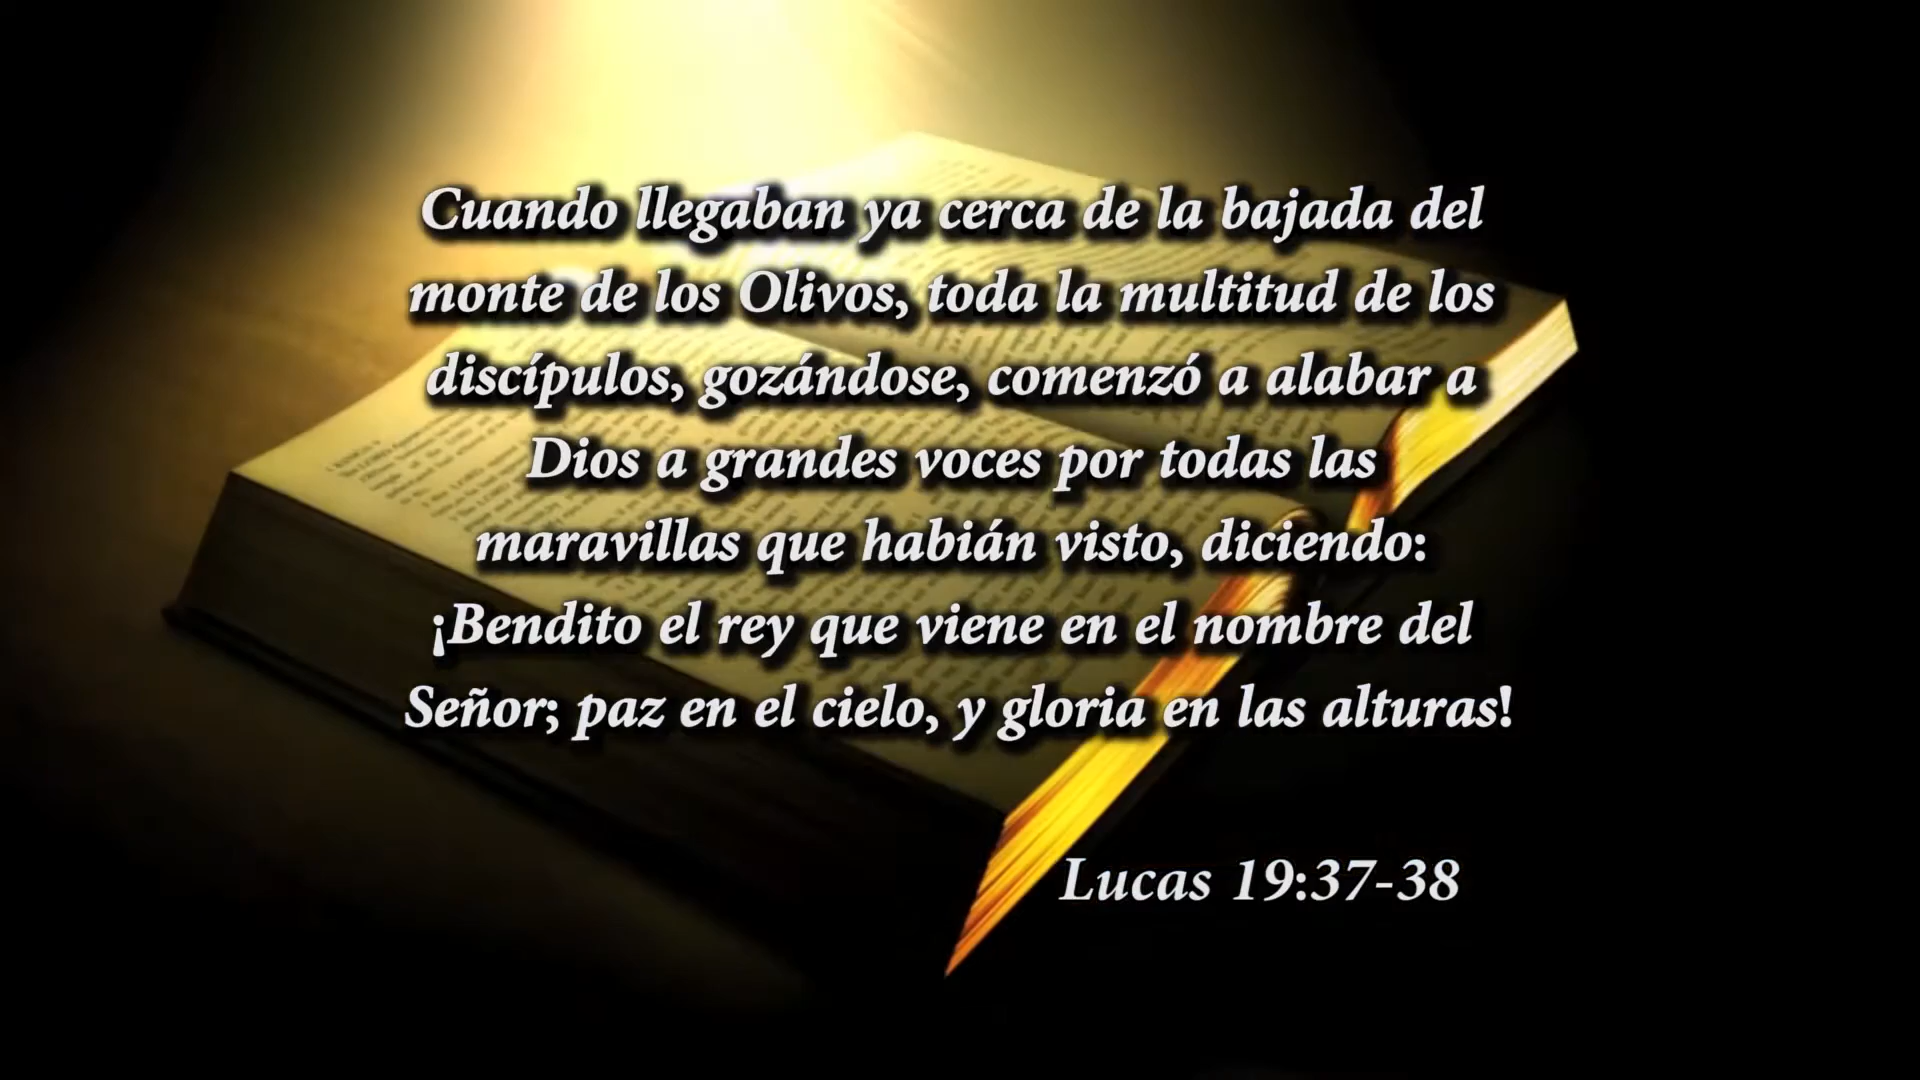 Cuando llegaban ya cerca de la bajada del
monte de los Olivos, toda la multitud de los
discípulos, gozándose, comenzó a alabar a
Dios a grandes voces por todas las
maravillas que habián visto, diciendo:
¡Bendito el rey que viene en el nombre del
Señor; paz en el cielo, y gloria en las alturas!
Lucas 19:37-38